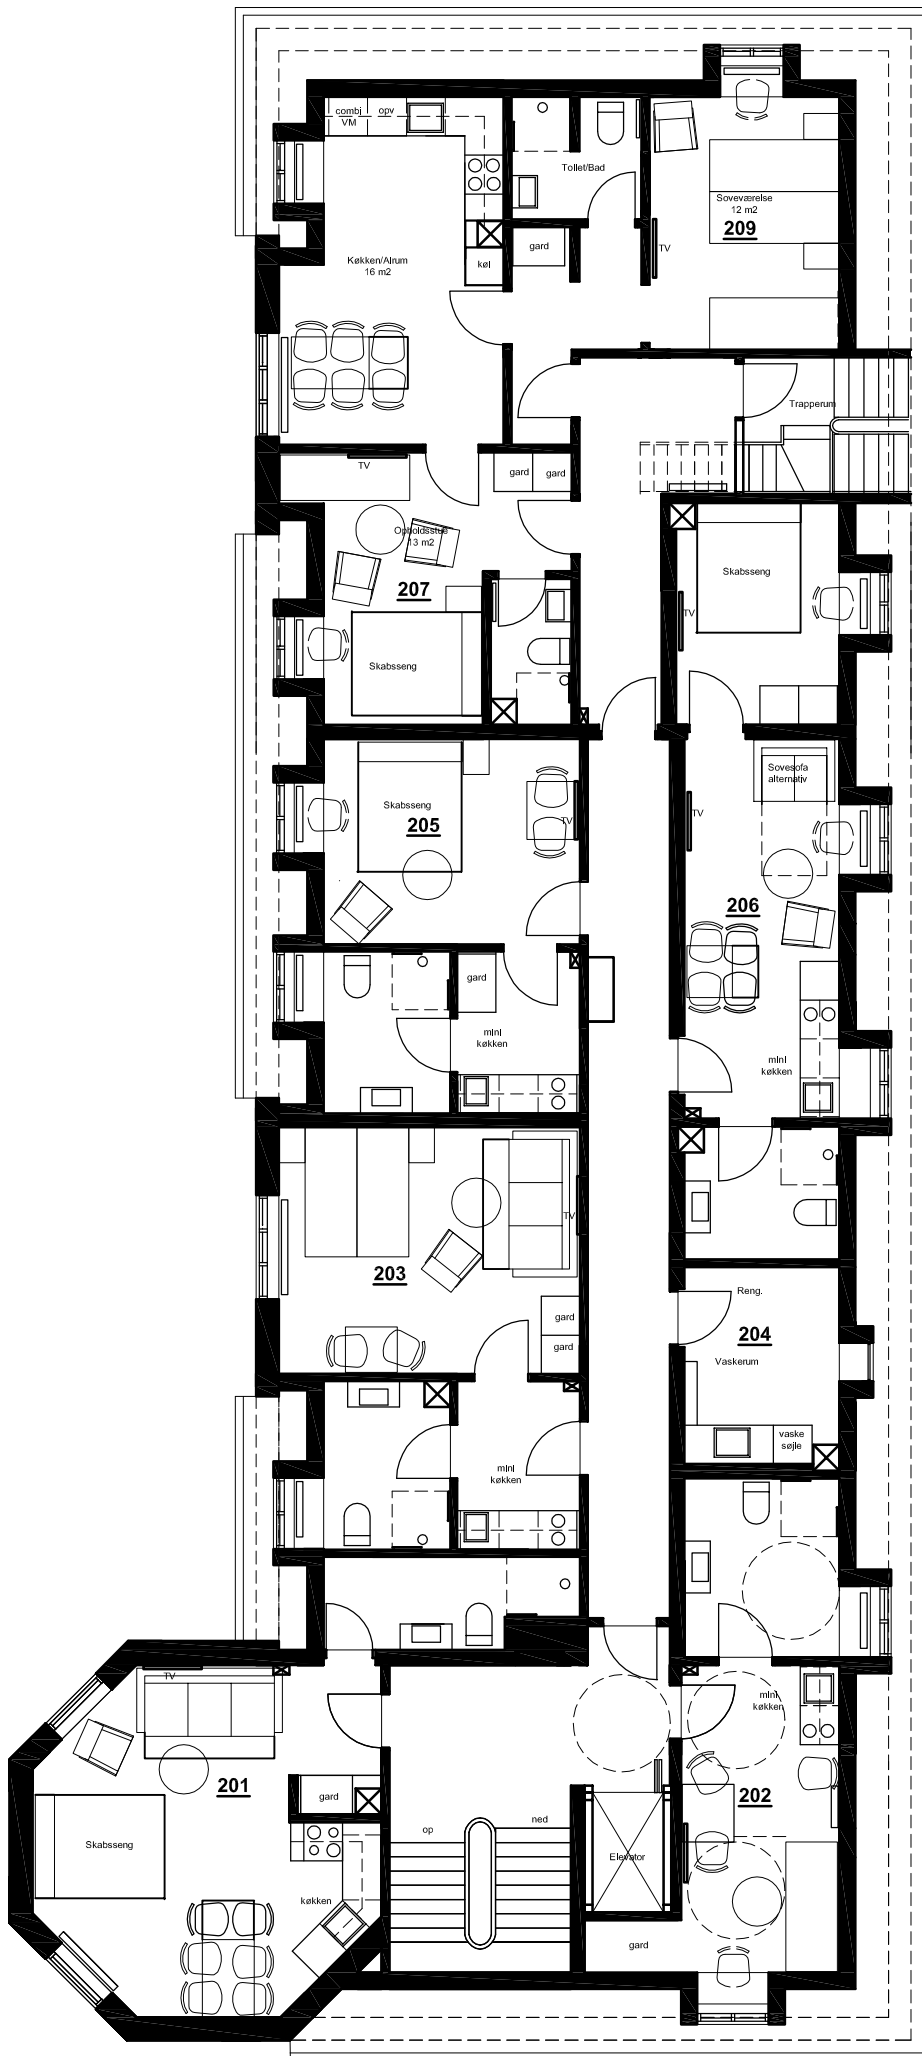 combi
VM
opv
Toilet/Bad
Soveværelse
12 m2
209
TV
gard
køl
Køkken/Alrum
16 m2
Trapperum
TV
gard
gard
Opholdsstue
13 m2
207
Skabsseng
Skabsseng
TV
Skabsseng
205
TV
Sovesofa
alternativ
TV
206
gard
mini
køkken
mini
køkken
TV
203
gard
gard
Reng.
204
Vaskerum
vaske
søjle
mini
køkken
TV
201
gard
Skabsseng
køkken
op
ned
Elevator
mini
køkken
202
gard